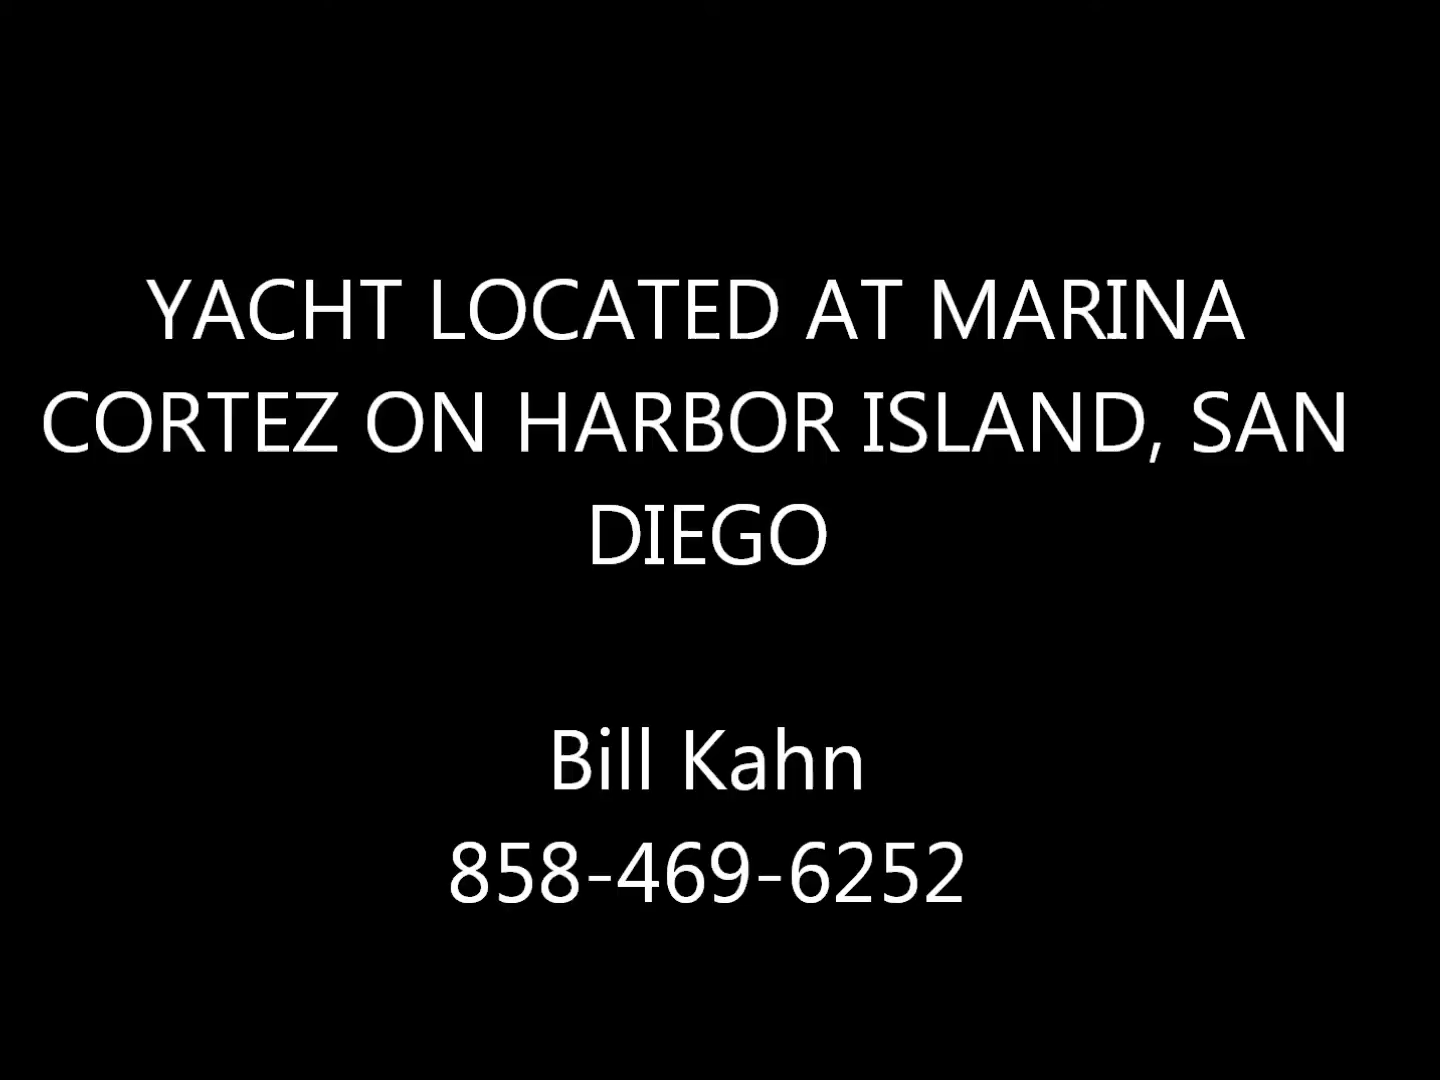 YACHT LOCATED AT MARINA
CORTEZ ON HARBOR ISLAND, SAN
DIEGO
Bill Kahn
858-469-6252